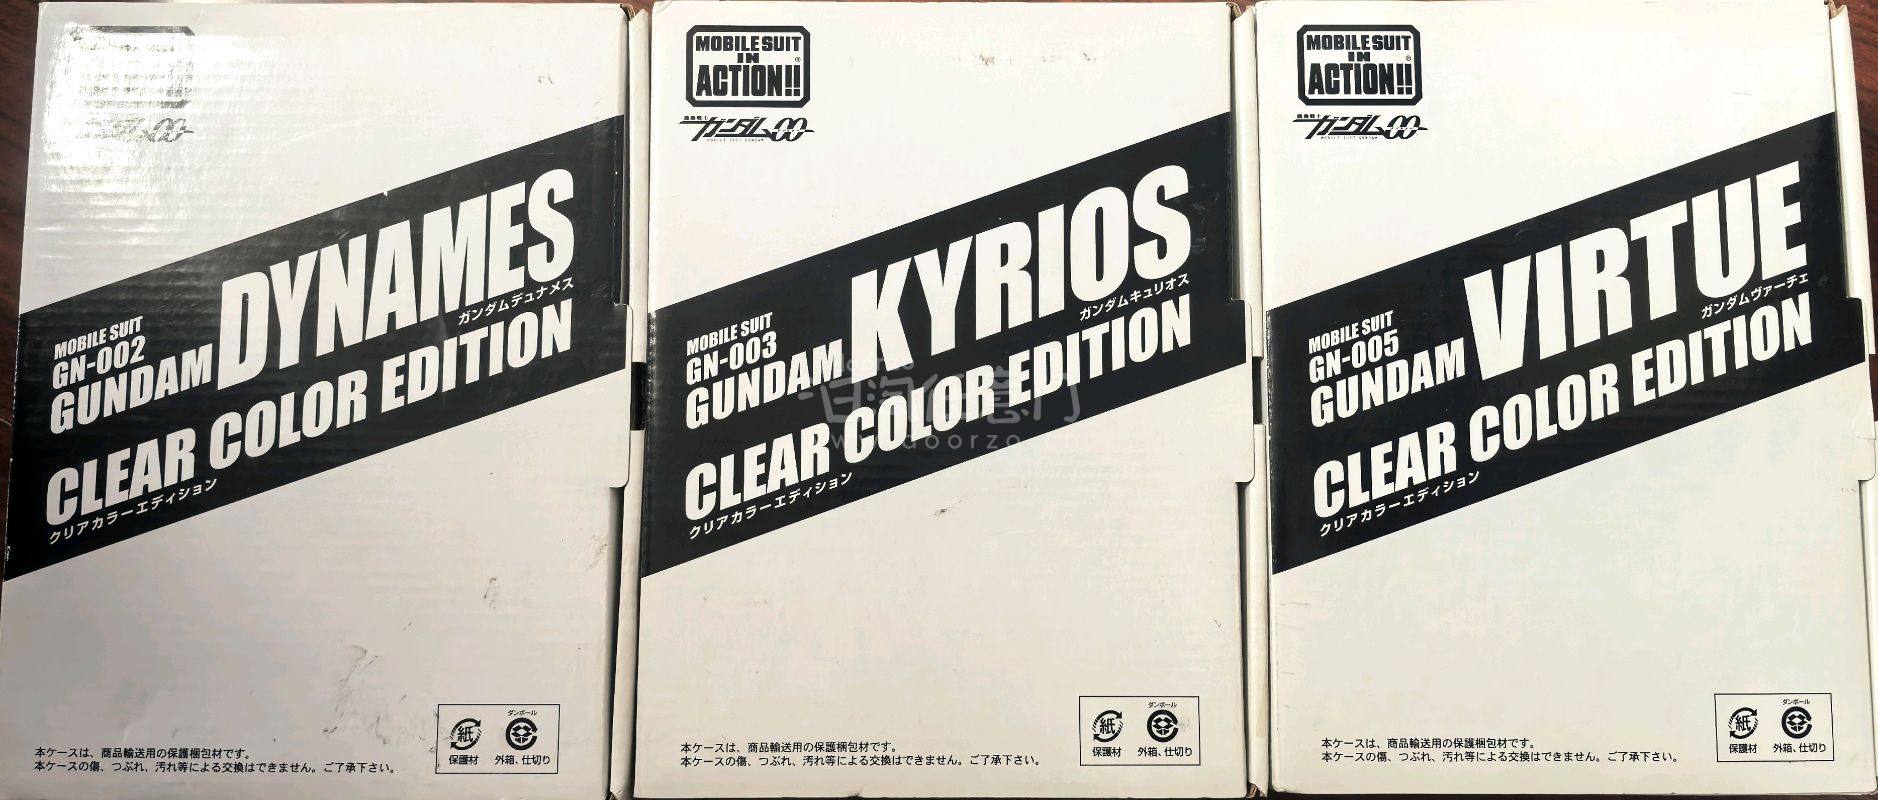 ガンダム00
MOBILE SUIT
GN-002
GUNDAM DYNAMES
ガンダムデュナメス
CLEAR COLOR EDITION
クリアカラーエディション
本ケースは、商品輸送用の保護梱包材です。
本ケースの傷、つぶれ、汚れ等による交換はできません。ご了承下さい。
紙
保護材
ダンボール
外箱、仕切り
MOBILE SUIT
IN
ACTION!!
®
機動戦士
ガンダム00
MOBILE SUIT GUNDAM
MOBILE SUIT
GN-003
GUNDAM KYRIOS
ガンダムキュリオス
CLEAR COLOR EDITION
クリアカラーエディション
www.doorzo.cn
本ケースは、商品輸送用の保護梱包材です。
本ケースの傷、つぶれ、汚れ等による交換はできません。ご了承下さい。
紙
保護材
ダンボール
外箱、仕切り
MOBILE SUIT
IN
ACTION!!
®
機動戦士
ガンダム00
MOBILE SUIT GUNDAM
MOBILE SUIT
GN-005
GUNDAM VIRTUE
ガンダムヴァーチェ
CLEAR COLOR EDITION
クリアカラーエディション
本ケースは、商品輸送用の保護梱包材です。
本ケースの傷、つぶれ、汚れ等による交換はできません。ご了承下さい。
紙
保護材
ダンボール
外箱、仕切り